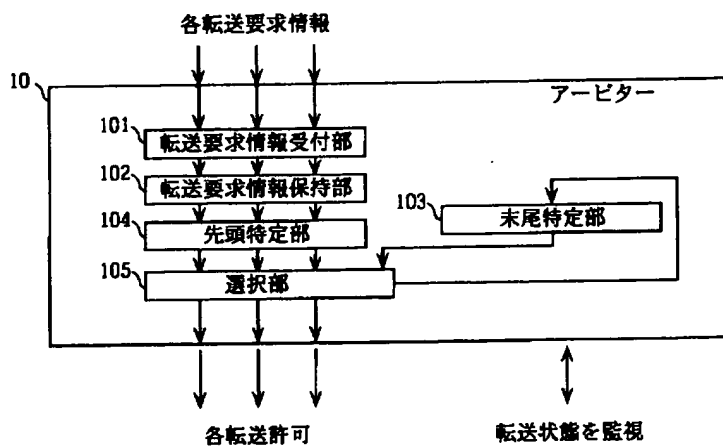 各転送要求情報
10
アービター
101
転送要求情報受付部
102
転送要求情報保持部
103
末尾特定部
104
先頭特定部
105
選択部
各転送許可
転送状態を監視